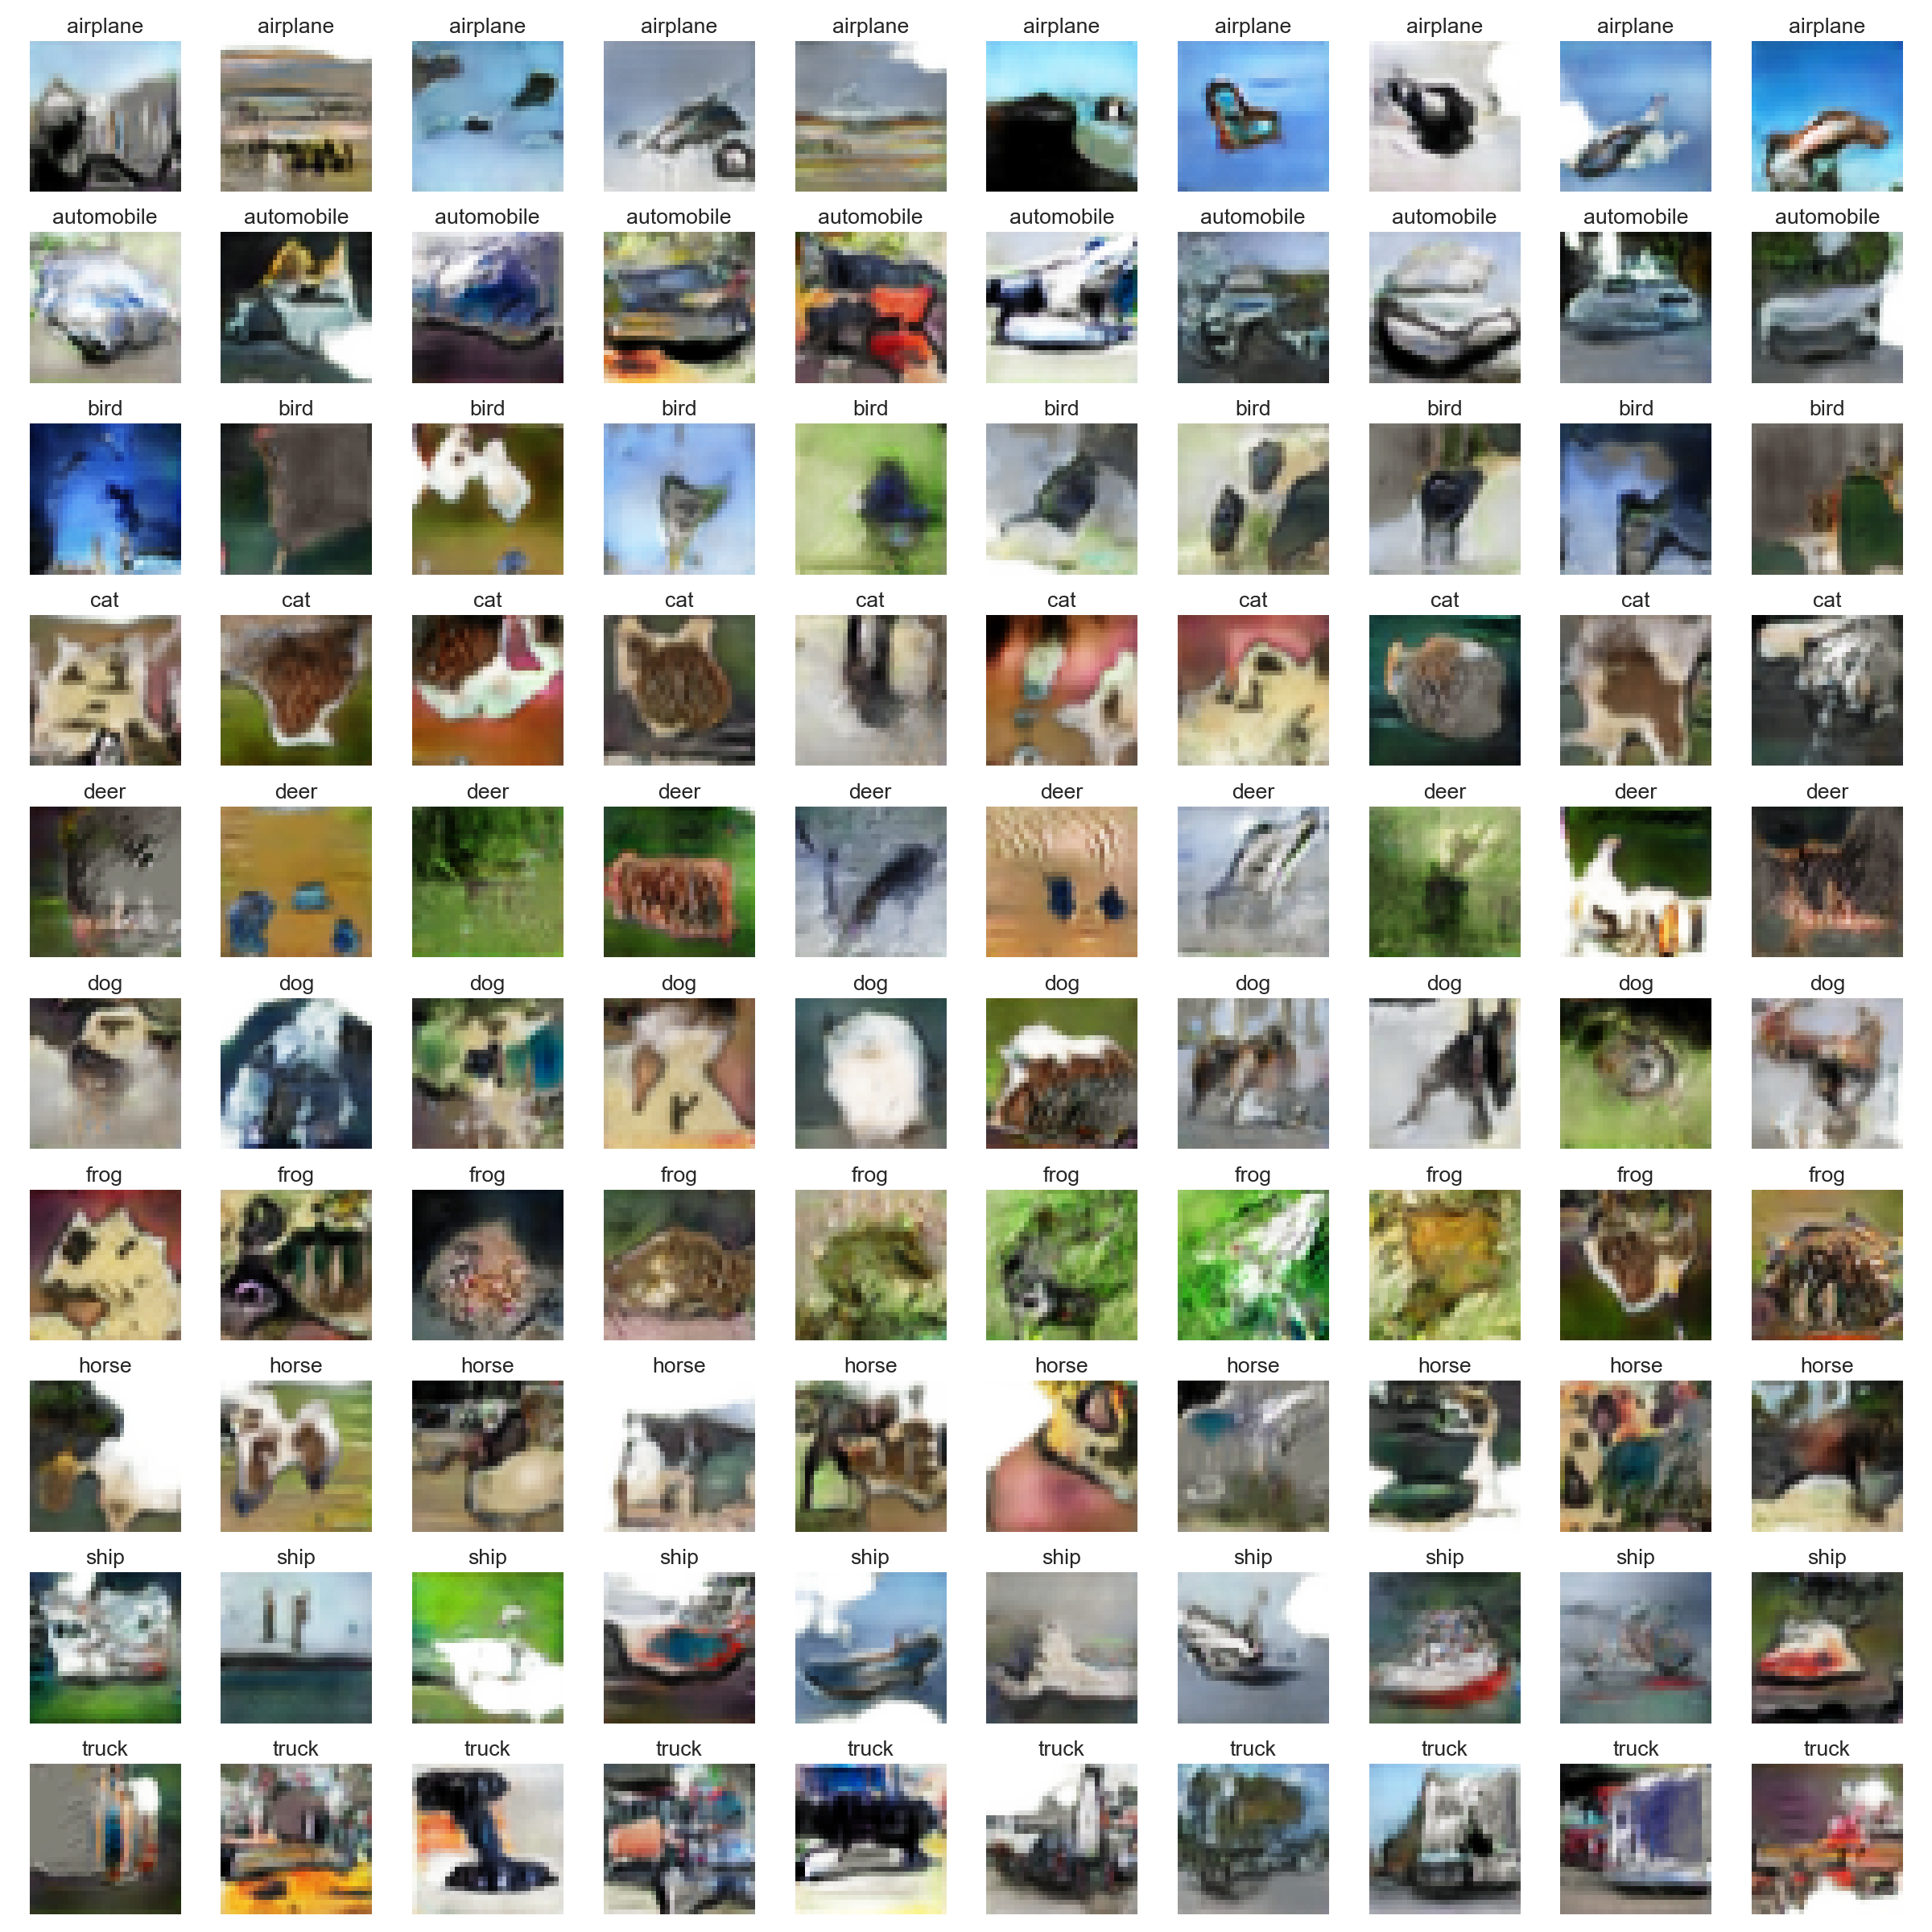 airplane airplane airplane airplane airplane airplane airplane airplane airplane airplane
automobile automobile automobile automobile automobile automobile automobile automobile automobile automobile
bird bird bird bird bird bird bird bird bird bird
cat cat cat cat cat cat cat cat cat cat
deer deer deer deer deer deer deer deer deer deer
dog dog dog dog dog dog dog dog dog dog
frog frog frog frog frog frog frog frog frog frog
horse horse horse horse horse horse horse horse horse horse
ship ship ship ship ship ship ship ship ship ship
truck truck truck truck truck truck truck truck truck truck